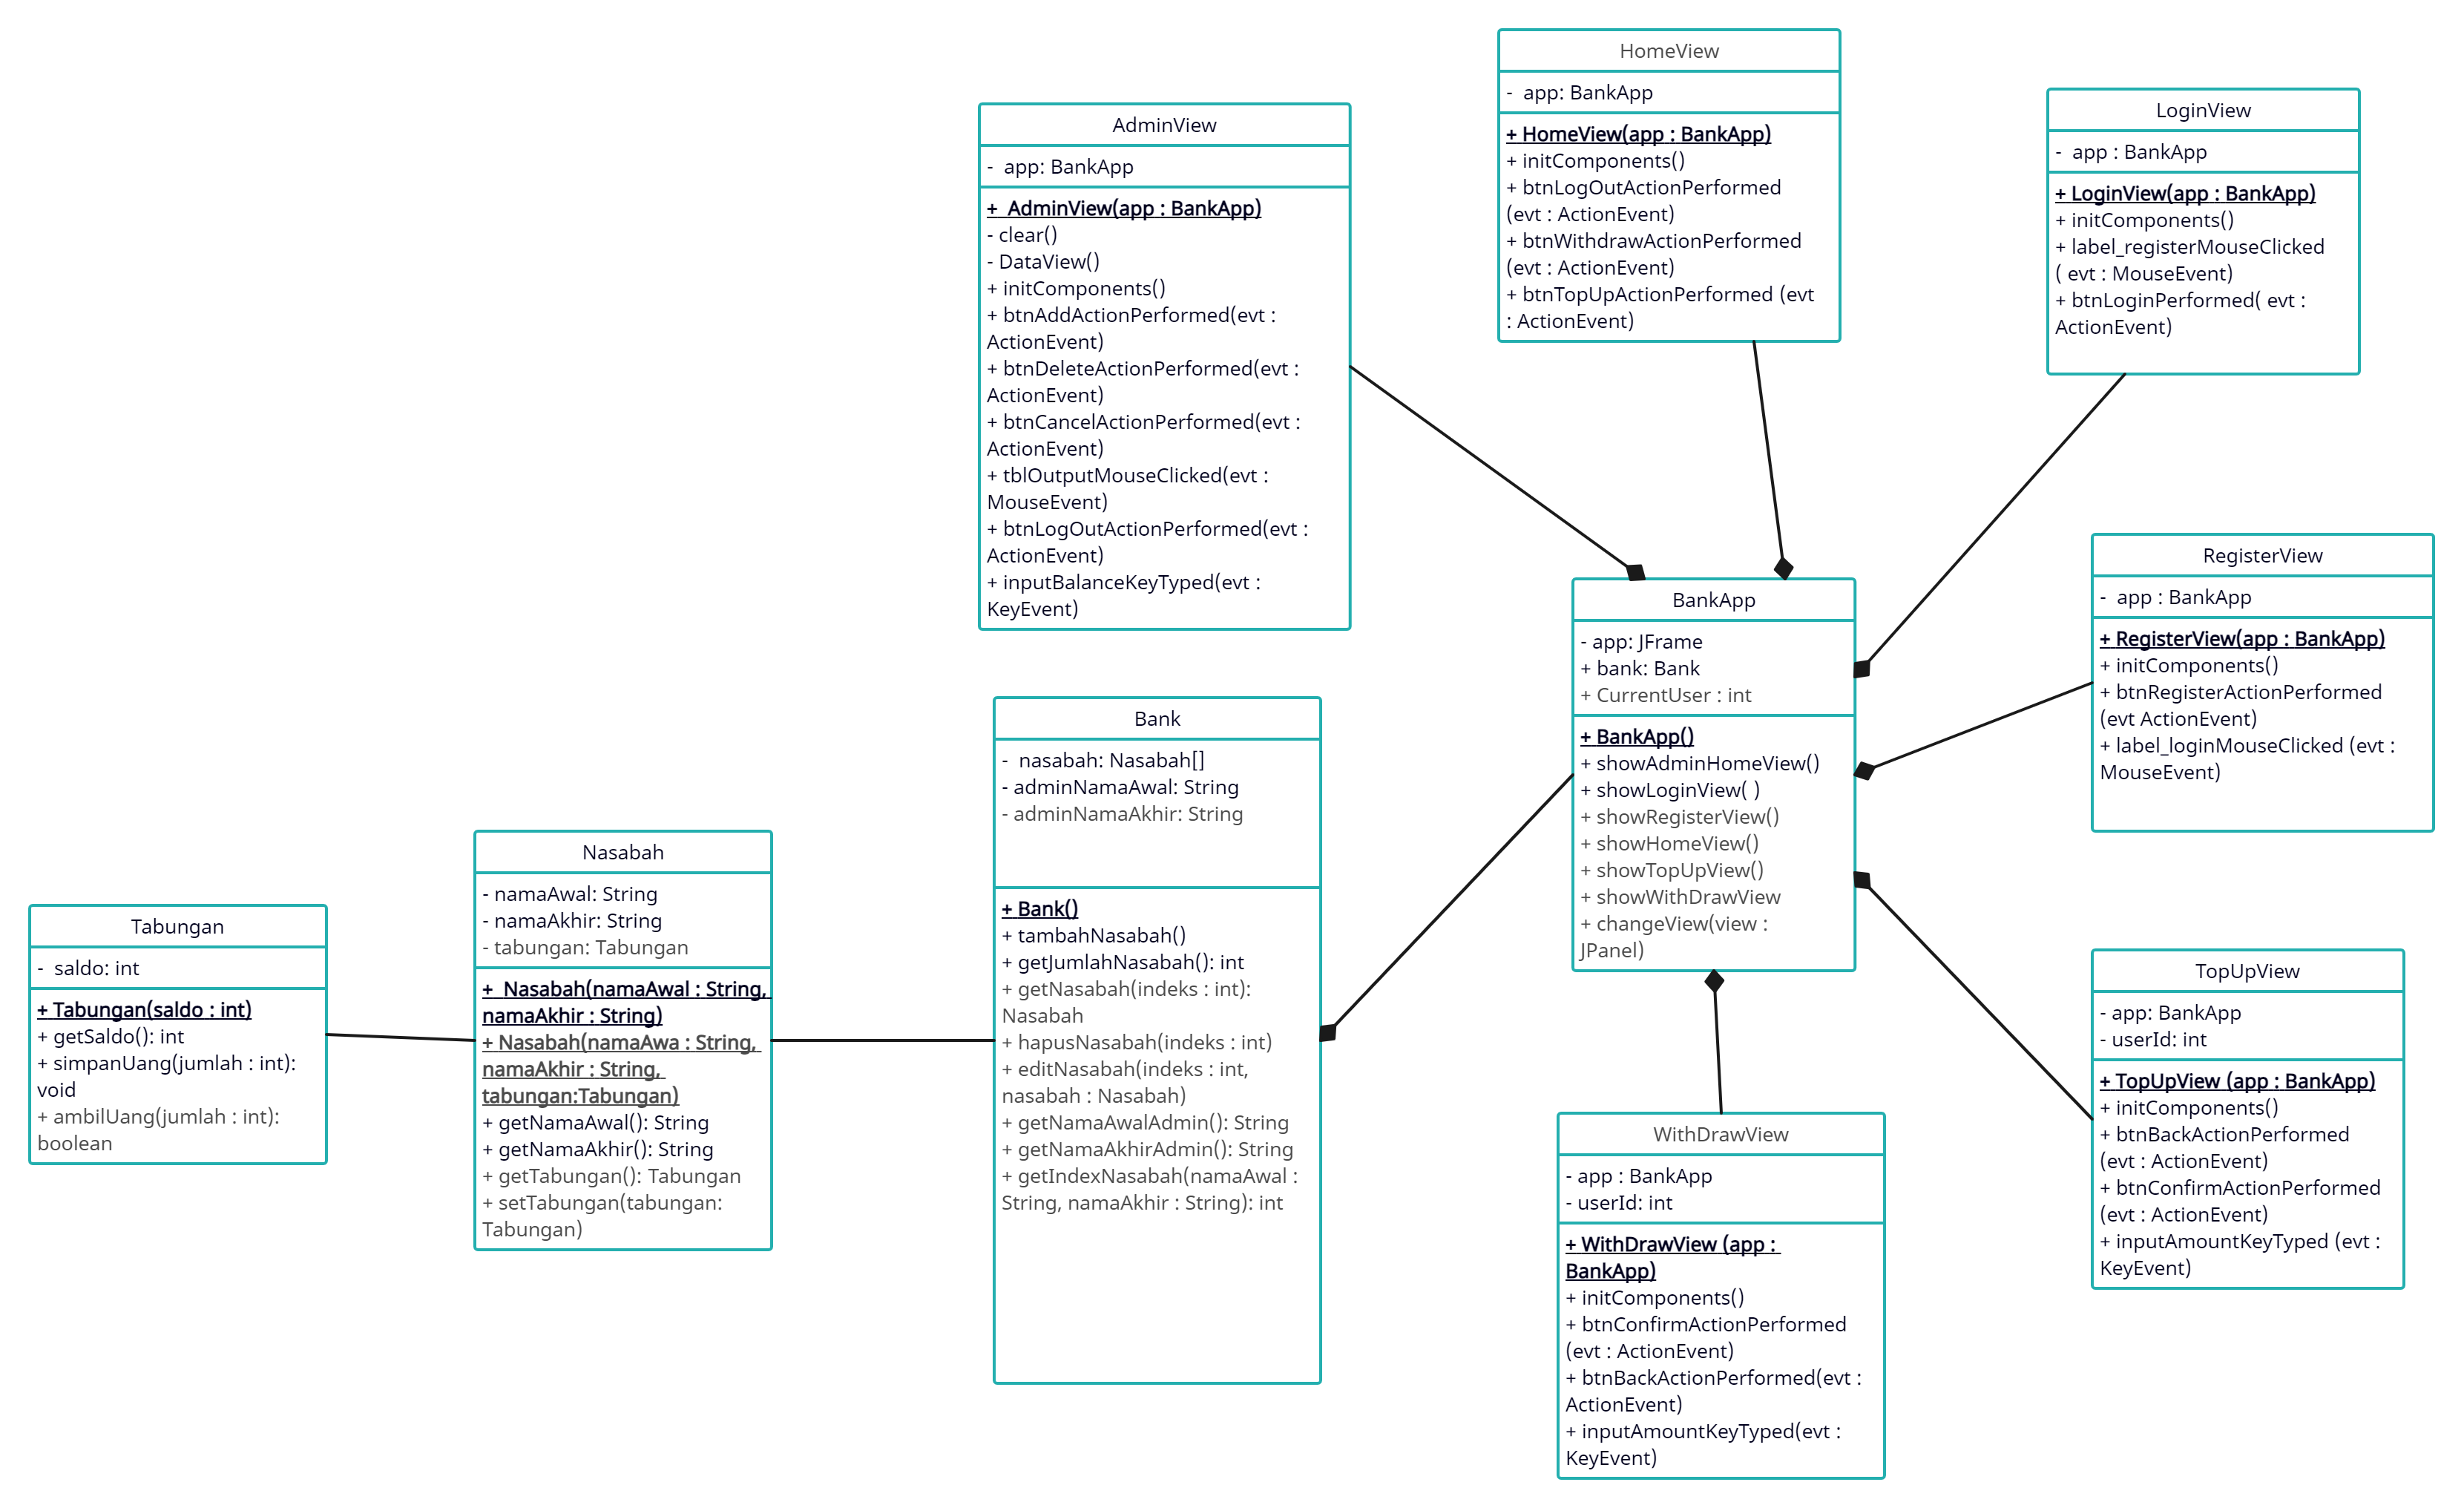 HomeView
-  app: BankApp
+ HomeView(app : BankApp)
+ initComponents()
+ btnLogOutActionPerformed
(evt : ActionEvent)
+ btnWithdrawActionPerformed
(evt : ActionEvent)
+ btnTopUpActionPerformed (evt
: ActionEvent)
LoginView
-  app : BankApp
+ LoginView(app : BankApp)
+ initComponents()
+ label_registerMouseClicked
( evt : MouseEvent)
+ btnLoginPerformed( evt :
ActionEvent)
AdminView
-  app: BankApp
+  AdminView(app : BankApp)
- clear()
- DataView()
+ initComponents()
+ btnAddActionPerformed(evt :
ActionEvent)
+ btnDeleteActionPerformed(evt :
ActionEvent)
+ btnCancelActionPerformed(evt :
ActionEvent)
+ tblOutputMouseClicked(evt :
MouseEvent)
+ btnLogOutActionPerformed(evt :
ActionEvent)
+ inputBalanceKeyTyped(evt :
KeyEvent)
RegisterView
-  app : BankApp
+ RegisterView(app : BankApp)
+ initComponents()
+ btnRegisterActionPerformed
(evt ActionEvent)
+ label_loginMouseClicked (evt :
MouseEvent)
BankApp
- app: JFrame
+ bank: Bank
+ CurrentUser : int
+ BankApp()
+ showAdminHomeView()
+ showLoginView( )
+ showRegisterView()
+ showHomeView()
+ showTopUpView()
+ showWithDrawView
+ changeView(view :
JPanel)
Bank
-  nasabah: Nasabah[]
- adminNamaAwal: String
- adminNamaAkhir: String
+ Bank()
+ tambahNasabah()
+ getJumlahNasabah(): int
+ getNasabah(indeks : int):
Nasabah
+ hapusNasabah(indeks : int)
+ editNasabah(indeks : int,
nasabah : Nasabah)
+ getNamaAwalAdmin(): String
+ getNamaAkhirAdmin(): String
+ getIndexNasabah(namaAwal :
String, namaAkhir : String): int
Nasabah
- namaAwal: String
- namaAkhir: String
- tabungan: Tabungan
+  Nasabah(namaAwal : String,
namaAkhir : String)
+ Nasabah(namaAwa : String,
namaAkhir : String,
tabungan:Tabungan)
+ getNamaAwal(): String
+ getNamaAkhir(): String
+ getTabungan(): Tabungan
+ setTabungan(tabungan:
Tabungan)
Tabungan
-  saldo: int
+ Tabungan(saldo : int)
+ getSaldo(): int
+ simpanUang(jumlah : int):
void
+ ambilUang(jumlah : int):
boolean
TopUpView
- app: BankApp
- userId: int
+ TopUpView (app : BankApp)
+ initComponents()
+ btnBackActionPerformed
(evt : ActionEvent)
+ btnConfirmActionPerformed
(evt : ActionEvent)
+ inputAmountKeyTyped (evt :
KeyEvent)
WithDrawView
- app : BankApp
- userId: int
+ WithDrawView (app :
BankApp)
+ initComponents()
+ btnConfirmActionPerformed
(evt : ActionEvent)
+ btnBackActionPerformed(evt :
ActionEvent)
+ inputAmountKeyTyped(evt :
KeyEvent)